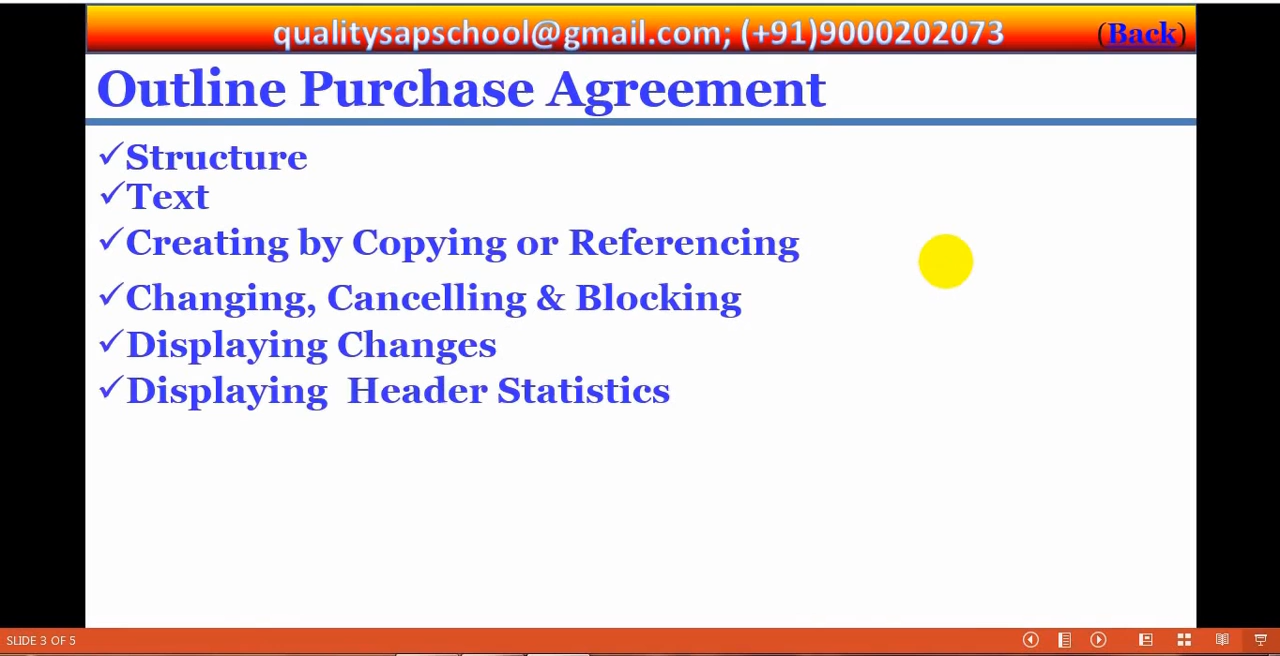 qualitysapschool@gmail.com; (+91)9000202073 (Back)
Outline Purchase Agreement
✓Structure
✓Text
✓Creating by Copying or Referencing
✓Changing, Cancelling & Blocking
✓Displaying Changes
✓Displaying  Header Statistics
SLIDE 3 OF 5